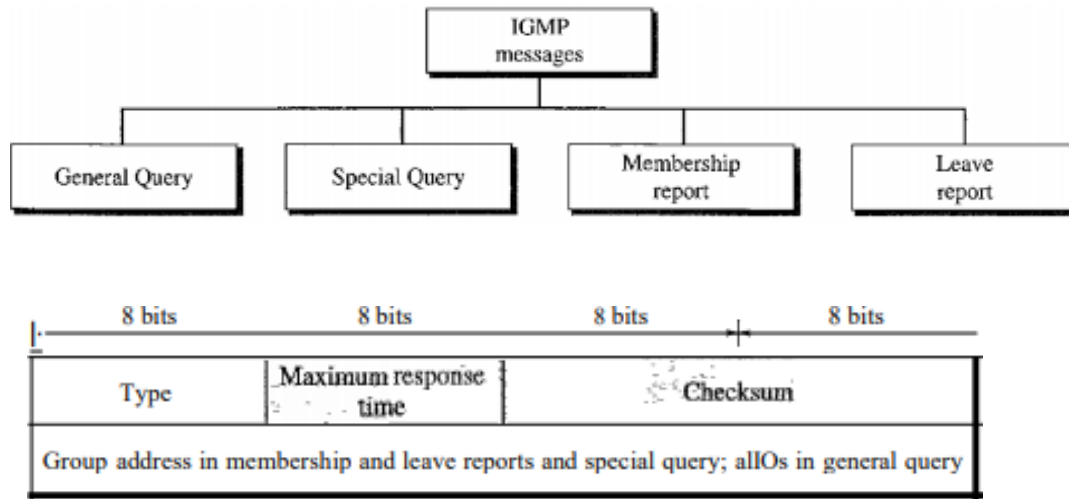 IGMP
messages
General Query
Special Query
Membership
report
Leave
report
8 bits 8 bits 8 bits 8 bits
Type
Maximum response
time
Checksum
Group address in membership and leave reports and special query; allOs in general query